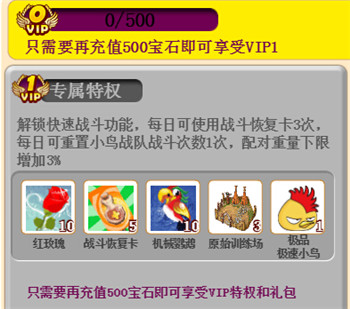 0
VIP
0/500
只需要再充值500宝石即可享受VIP1
1
VIP
专属特权
解锁快速战斗功能，每日可使用战斗恢复卡3次，
每日可重置小鸟战队战斗次数1次，配对重量下限
增加3%
10 5 10 3 1
红玫瑰 战斗恢复卡 机械鹦鹉 原始训练场 极品
极速小鸟
只需要再充值500宝石即可享受VIP特权和礼包